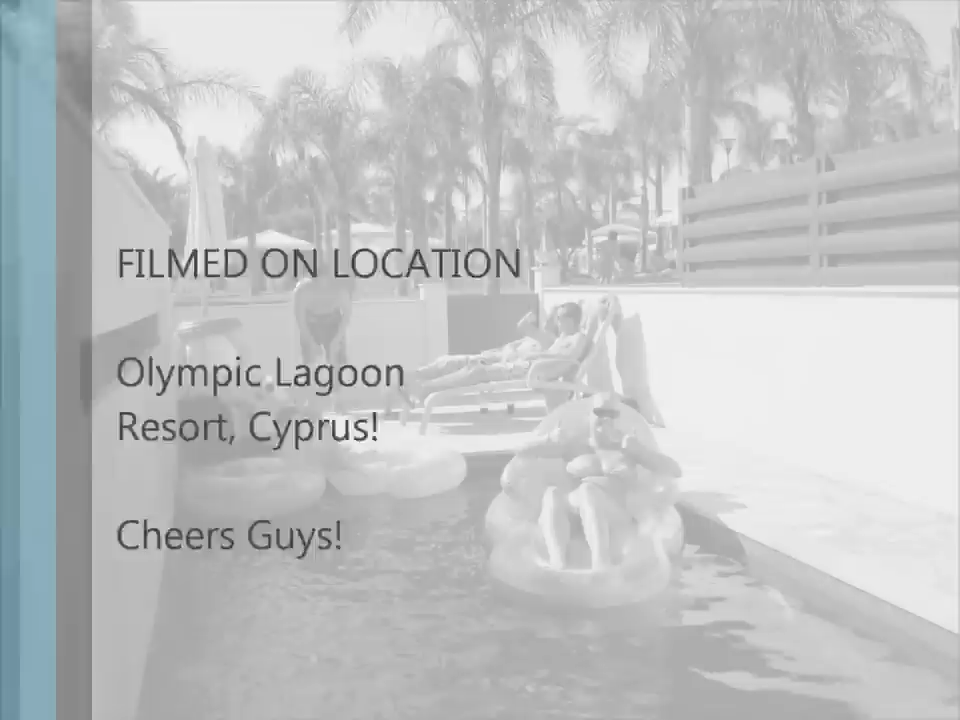 FILMED ON LOCATION
Olympic Lagoon
Resort, Cyprus!
Cheers Guys!